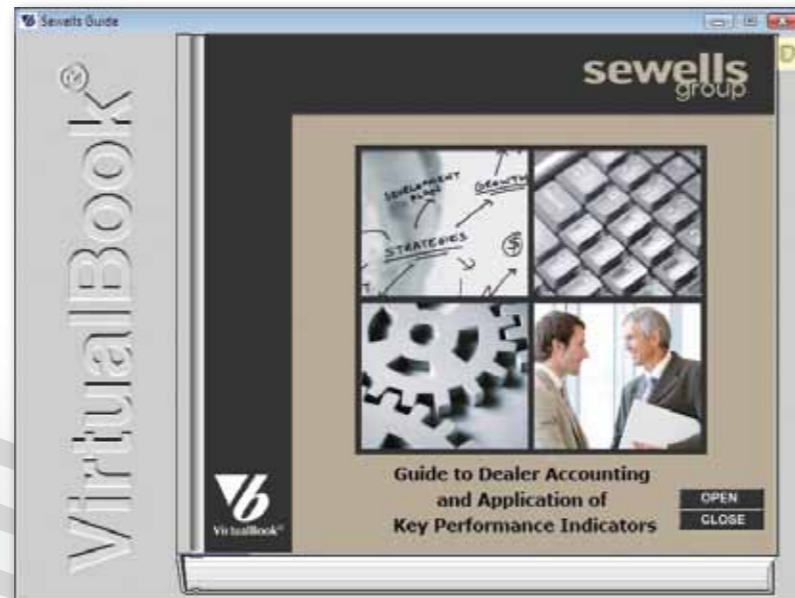 Sewells Guide
VirtualBook®
sewells
group
DEVELOPMENT
PLANS
GROWTH
STRATEGIES
$
VirtualBook®
Guide to Dealer Accounting
and Application of
Key Performance Indicators
OPEN
CLOSE
D